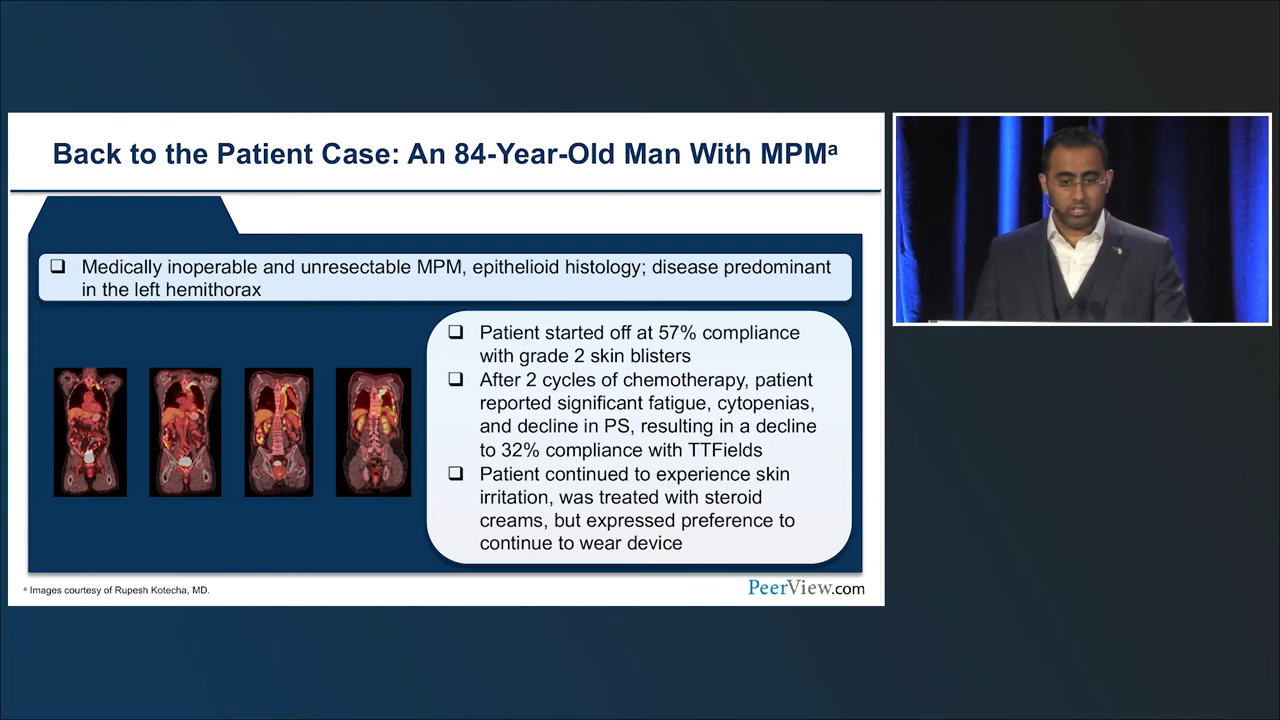 Back to the Patient Case: An 84-Year-Old Man With MPMᵃ
❑ Medically inoperable and unresectable MPM, epithelioid histology; disease predominant
in the left hemithorax
❑ Patient started off at 57% compliance
with grade 2 skin blisters
❑ After 2 cycles of chemotherapy, patient
reported significant fatigue, cytopenias,
and decline in PS, resulting in a decline
to 32% compliance with TTFields
❑ Patient continued to experience skin
irritation, was treated with steroid
creams, but expressed preference to
continue to wear device
ᵃ Images courtesy of Rupesh Kotecha, MD.
PeerView.com